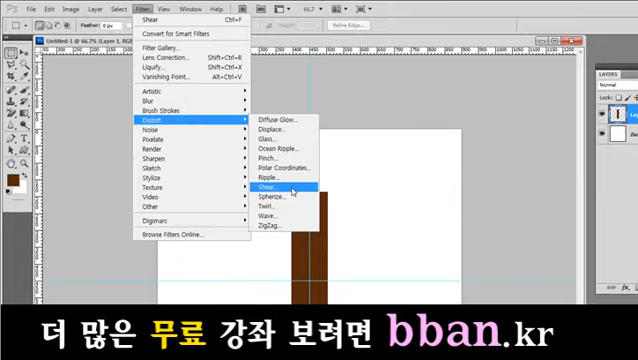 Ps File Edit Image Layer Select Filter View Window Help 66.7
Feather: 0 px Refine Edge...
Untitled-1 @ 66.7% (Layer 1, RGB/8)
Shear Ctrl+F
Convert for Smart Filters
Filter Gallery...
Lens Correction... Shift+Ctrl+R
Liquify... Shift+Ctrl+X
Vanishing Point... Alt+Ctrl+V
Artistic
Blur
Brush Strokes
Distort
Noise
Pixelate
Render
Sharpen
Sketch
Stylize
Texture
Video
Other
Digimarc
Browse Filters Online...
Diffuse Glow...
Displace...
Glass...
Ocean Ripple...
Pinch...
Polar Coordinates...
Ripple...
Shear...
Spherize...
Twirl...
Wave...
ZigZag...
LAYERS
Normal
Lock:
더 많은 무료 강좌 보려면 bban.kr